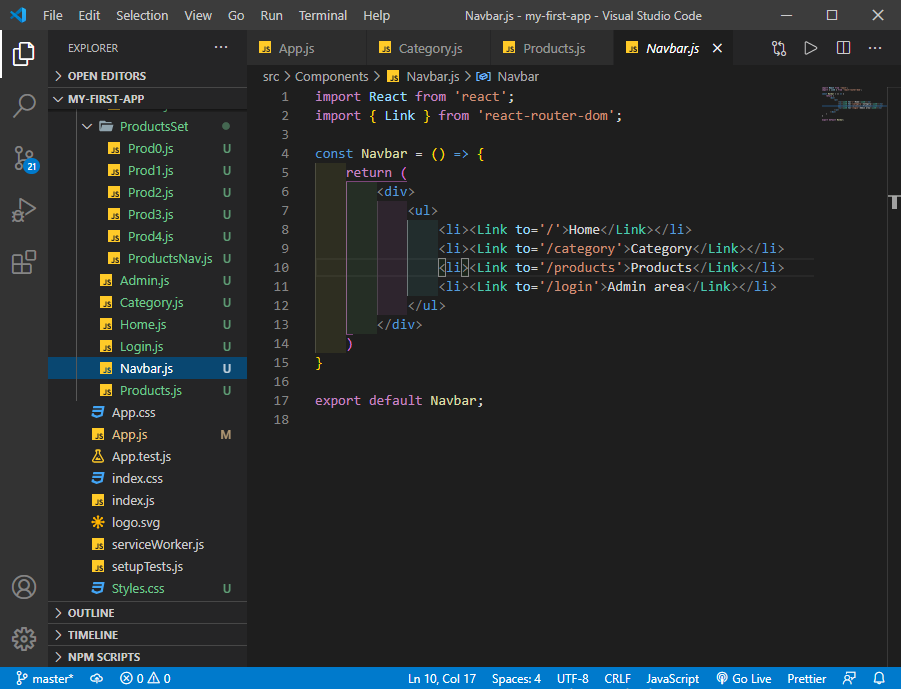 File Edit Selection View Go Run Terminal Help Navbar.js - my-first-app - Visual Studio Code
EXPLORER
App.js Category.js Products.js Navbar.js
OPEN EDITORS
MY-FIRST-APP
ProductsSet
Prod0.js U
Prod1.js U
Prod2.js U
Prod3.js U
Prod4.js U
ProductsNav.js U
Admin.js U
Category.js U
Home.js U
Login.js U
Navbar.js U
Products.js U
App.css
App.js M
App.test.js
index.css
index.js
logo.svg
serviceWorker.js
setupTests.js
Styles.css U
OUTLINE
TIMELINE
NPM SCRIPTS
21
src > Components > Navbar.js > Navbar
1 import React from 'react';
2 import { Link } from 'react-router-dom';
3
4 const Navbar = () => {
5 return (
6 <div>
7 <ul>
8 <li><Link to='/'>Home</Link></li>
9 <li><Link to='/category'>Category</Link></li>
10 <li><Link to='/products'>Products</Link></li>
11 <li><Link to='/login'>Admin area</Link></li>
12 </ul>
13 </div>
14 )
15 }
16
17 export default Navbar;
18
master* 0 0 Ln 10, Col 17 Spaces: 4 UTF-8 CRLF JavaScript Go Live Prettier